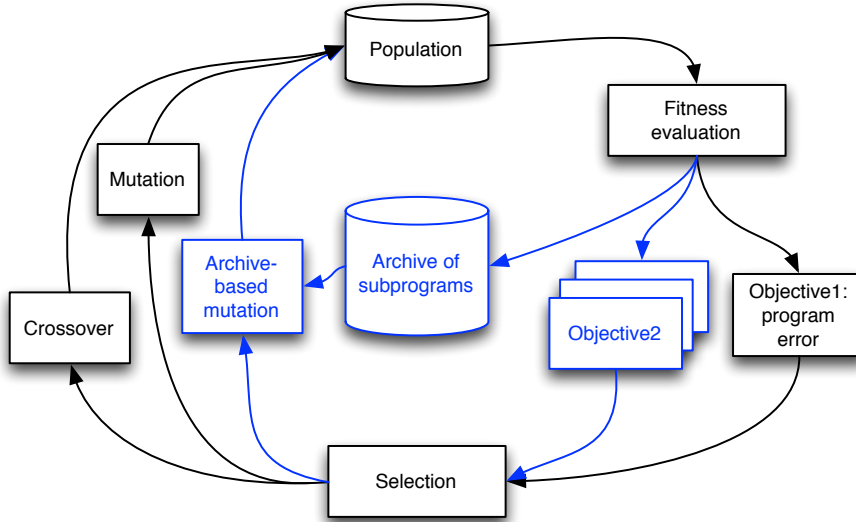 Population
Fitness
evaluation
Mutation
Archive-
based
mutation
Archive of
subprograms
Crossover
Objective2
Objective1:
program
error
Selection